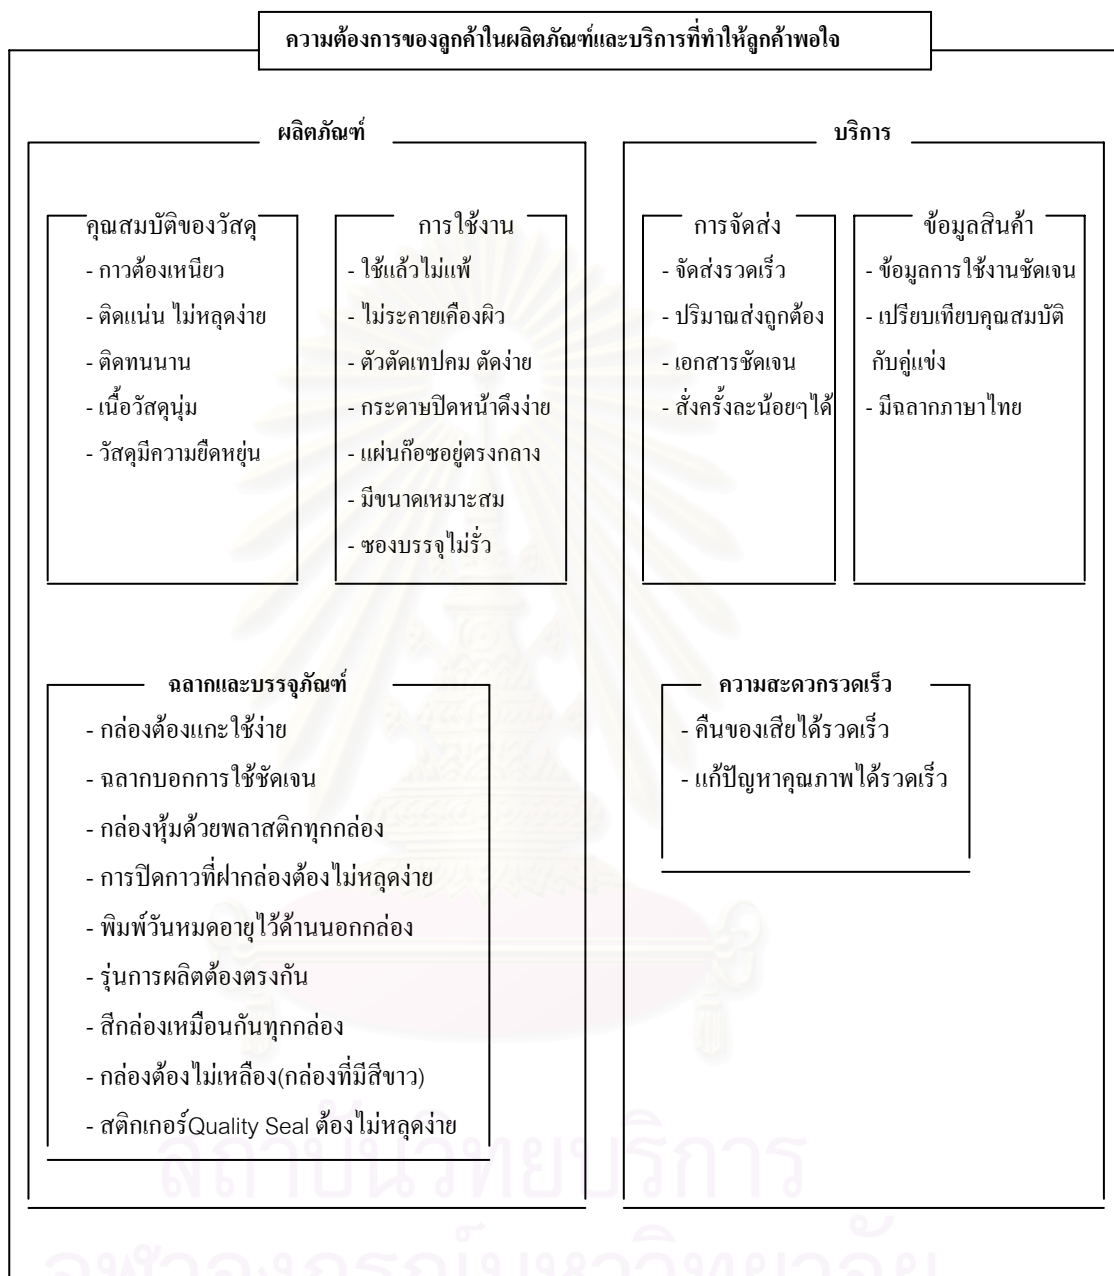 ความต้องการของลูกค้าในผลิตภัณฑ์และบริการที่ทำให้ลูกค้าพอใจ
ผลิตภัณฑ์
คุณสมบัติของวัสดุ
- กาวต้องเหนียว
- ติดแน่น ไม่หลุดง่าย
- ติดทนนาน
- เนื้อวัสดุนุ่ม
- วัสดุมีความยืดหยุ่น
การใช้งาน
- ใช้แล้วไม่แพ้
- ไม่ระคายเคืองผิว
- ตัวตัดเทปคม ตัดง่าย
- กระดาษปิดหน้าดึงง่าย
- แผ่นก๊อซอยู่ตรงกลาง
- มีขนาดเหมาะสม
- ซองบรรจุไม่รั่ว
ฉลากและบรรจุภัณฑ์
- กล่องต้องแกะใช้ง่าย
- ฉลากบอกการใช้ชัดเจน
- กล่องหุ้มด้วยพลาสติกทุกกล่อง
- การปิดกาวที่ฝากล่องต้องไม่หลุดง่าย
- พิมพ์วันหมดอายุไว้ด้านนอกกล่อง
- รุ่นการผลิตต้องตรงกัน
- สีกล่องเหมือนกันทุกกล่อง
- กล่องต้องไม่เหลือง(กล่องที่มีสีขาว)
- สติกเกอร์Quality Seal ต้องไม่หลุดง่าย
บริการ
การจัดส่ง
- จัดส่งรวดเร็ว
- ปริมาณส่งถูกต้อง
- เอกสารชัดเจน
- สั่งครั้งละน้อยๆได้
ข้อมูลสินค้า
- ข้อมูลการใช้งานชัดเจน
- เปรียบเทียบคุณสมบัติ
กับคู่แข่ง
- มีฉลากภาษาไทย
ความสะดวกรวดเร็ว
- คืนของเสียได้รวดเร็ว
- แก้ปัญหาคุณภาพได้รวดเร็ว
สถาบันวิทยบริการ
จุฬาลงกรณ์มหาวิทยาลัย